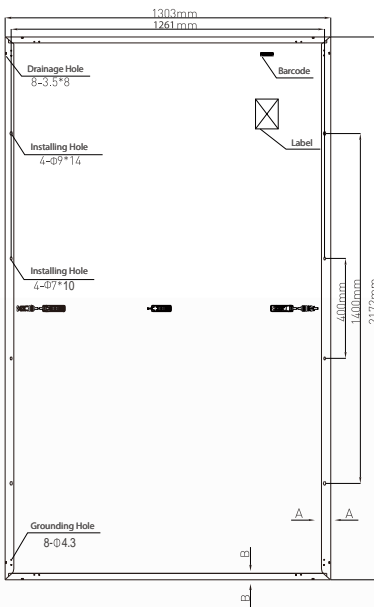 1303mm
1261mm
Drainage Hole
8-3.5*8
Barcode
Label
Installing Hole
4-Φ9*14
Installing Hole
4-Φ7*10
400mm
1400mm
2172mm
A
A
Grounding Hole
8-Φ4.3
B
B